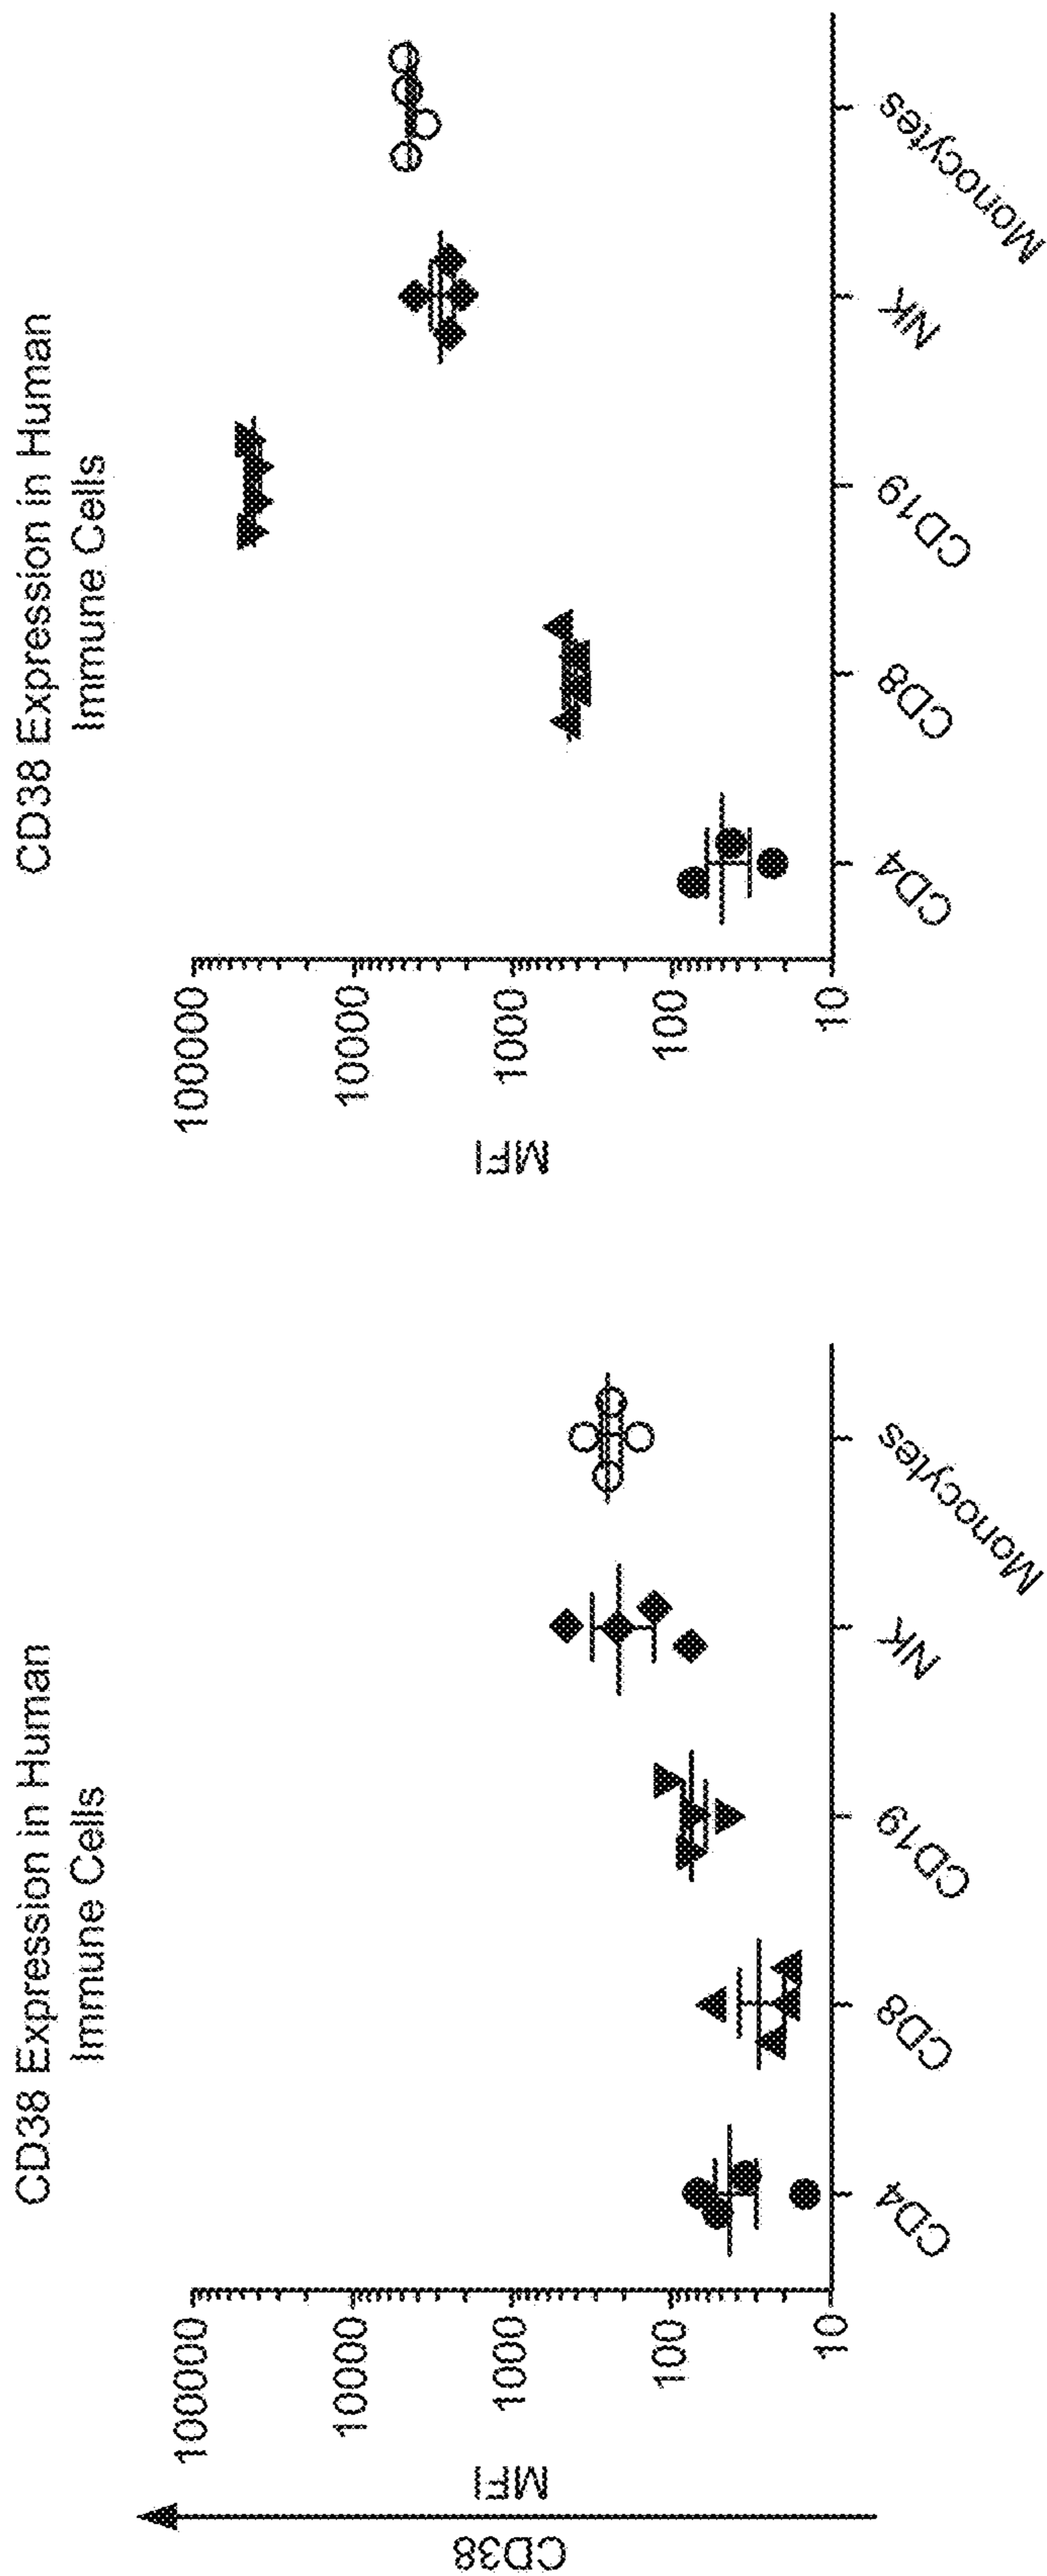 CD38 Expression in Human
Immune Cells
CD38
MFI
100000
10000
1000
100
10
CD4
CD8
CD19
NK
Monocytes
CD38 Expression in Human
Immune Cells
MFI
100000
10000
1000
100
10
CD4
CD8
CD19
NK
Monocytes